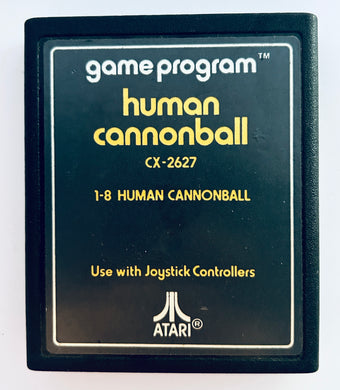 game program™
human
cannonball
CX-2627
1-8 HUMAN CANNONBALL
Use with Joystick Controllers
ATARI®